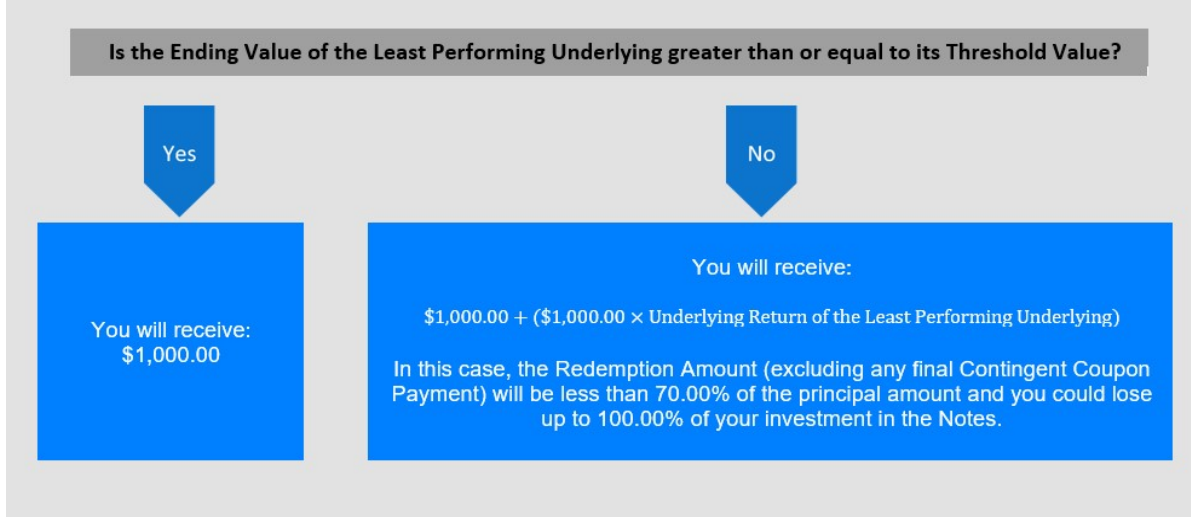 Is the Ending Value of the Least Performing Underlying greater than or equal to its Threshold Value?
Yes
No
You will receive:
$1,000.00
You will receive:
$1,000.00 + ($1,000.00 × Underlying Return of the Least Performing Underlying)
In this case, the Redemption Amount (excluding any final Contingent Coupon
Payment) will be less than 70.00% of the principal amount and you could lose
up to 100.00% of your investment in the Notes.